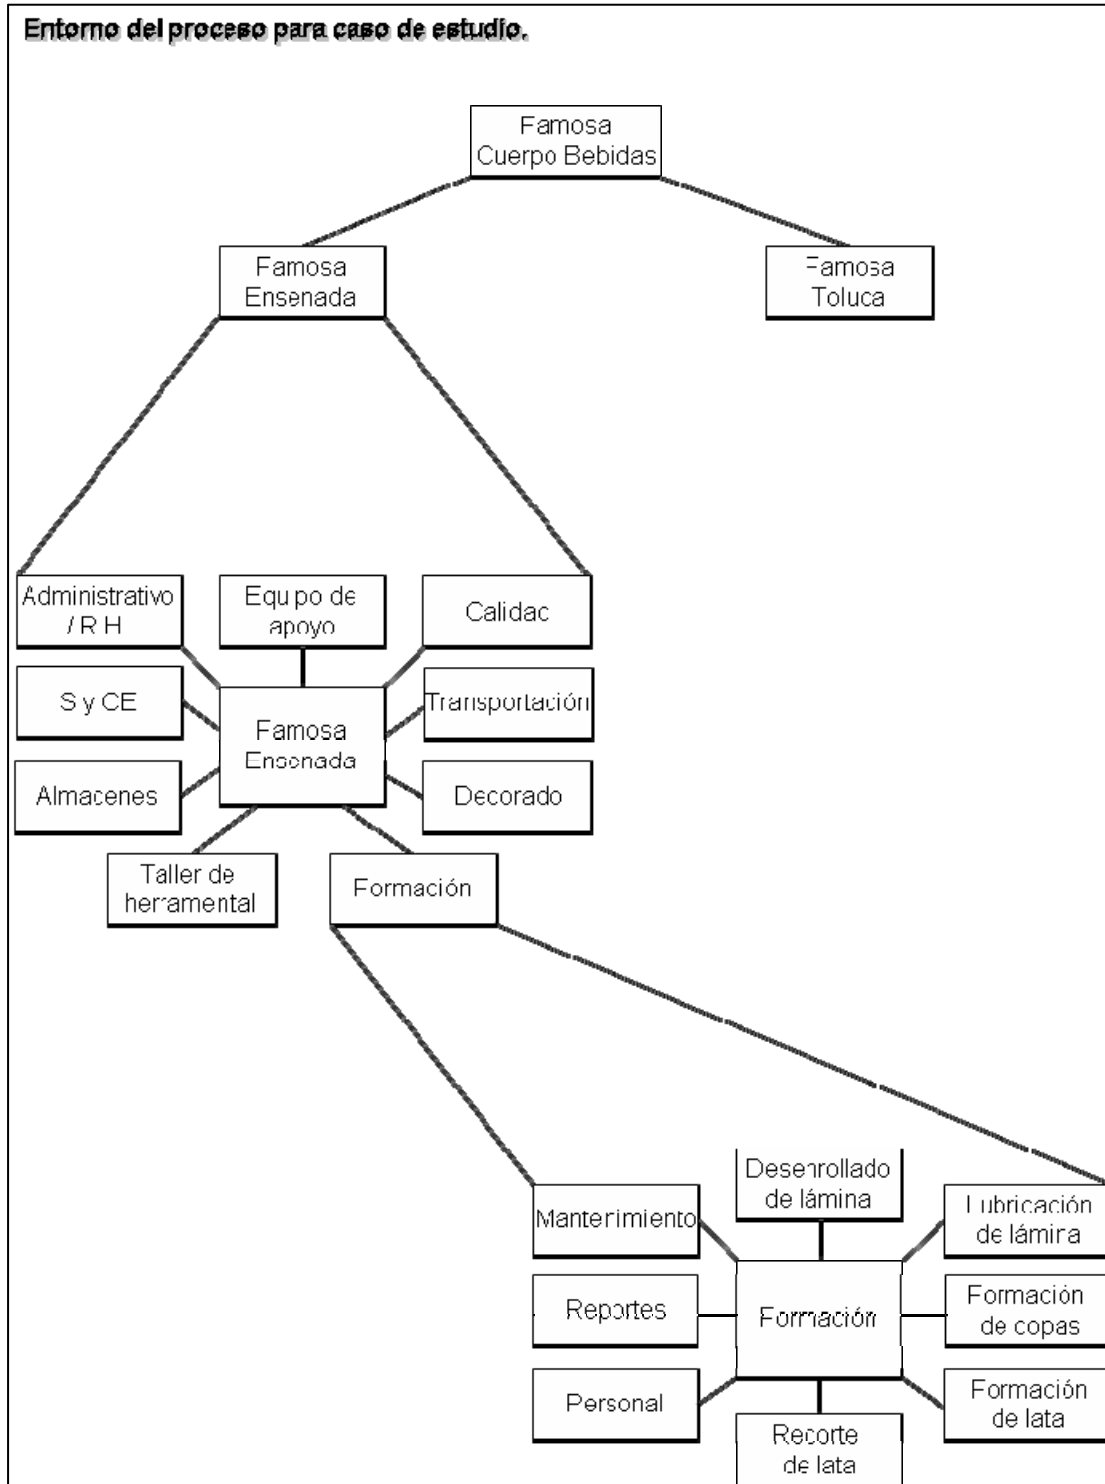 Entorno del proceso para caso de estudio.
Famosa
Cuerpo Bebidas
Famosa
Ensenada
Famosa
Toluca
Administrativo
/ R H
Equipo de
apoyo
Calidad
S y CE
Transportación
Famosa
Ensenada
Almacenes
Decorado
Taller de
herramental
Formación
Desenrollado
de lámina
Mantenimiento
Lubricación
de lámina
Reportes
Formación
Formación
de copas
Personal
Formación
de lata
Recorte
de lata